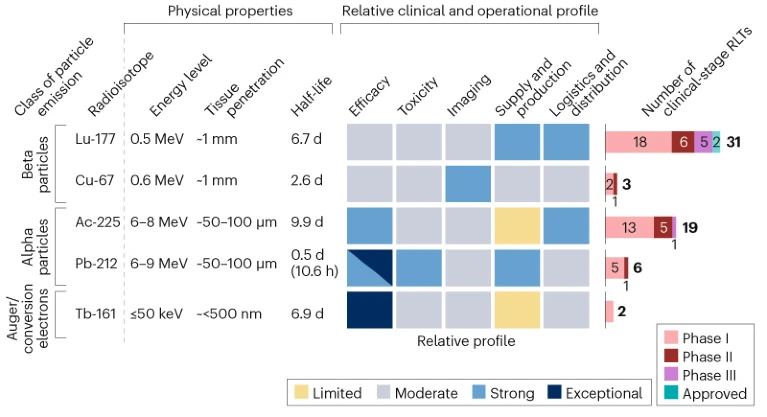 Physical properties
Relative clinical and operational profile
Class of particle
emission
Radioisotope
Energy level
Tissue
penetration
Half-life
Efficacy
Toxicity
Imaging
Supply and
production
Logistics and
distribution
Number of
clinical-stage RLTs
Beta
particles
Lu-177 0.5 MeV ~1 mm 6.7 d 18 6 5 2 31
Cu-67 0.6 MeV ~1 mm 2.6 d 2 1 3
Alpha
particles
Ac-225 6–8 MeV ~50–100 µm 9.9 d 13 5 1 19
Pb-212 6–9 MeV ~50–100 µm 0.5 d
(10.6 h) 5 1 6
Auger/
conversion
electrons
Tb-161 ≤50 keV ~<500 nm 6.9 d 2
Relative profile
Limited Moderate Strong Exceptional
Phase I
Phase II
Phase III
Approved